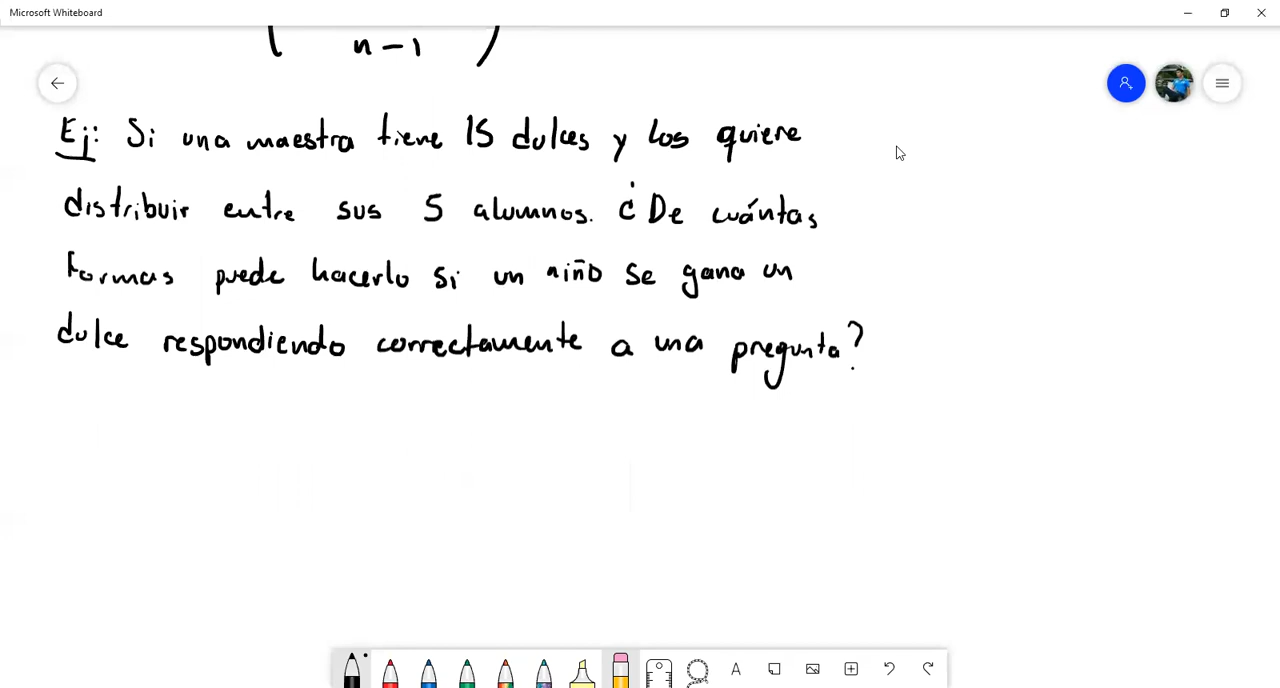 Microsoft Whiteboard
( n-1 )
Ej: Si una maestra tiene 15 dulces y los quiere
distribuir entre sus 5 alumnos. ¿De cuántas
formas puede hacerlo si un niño se gana un
dulce respondiendo correctamente a una pregunta?
A